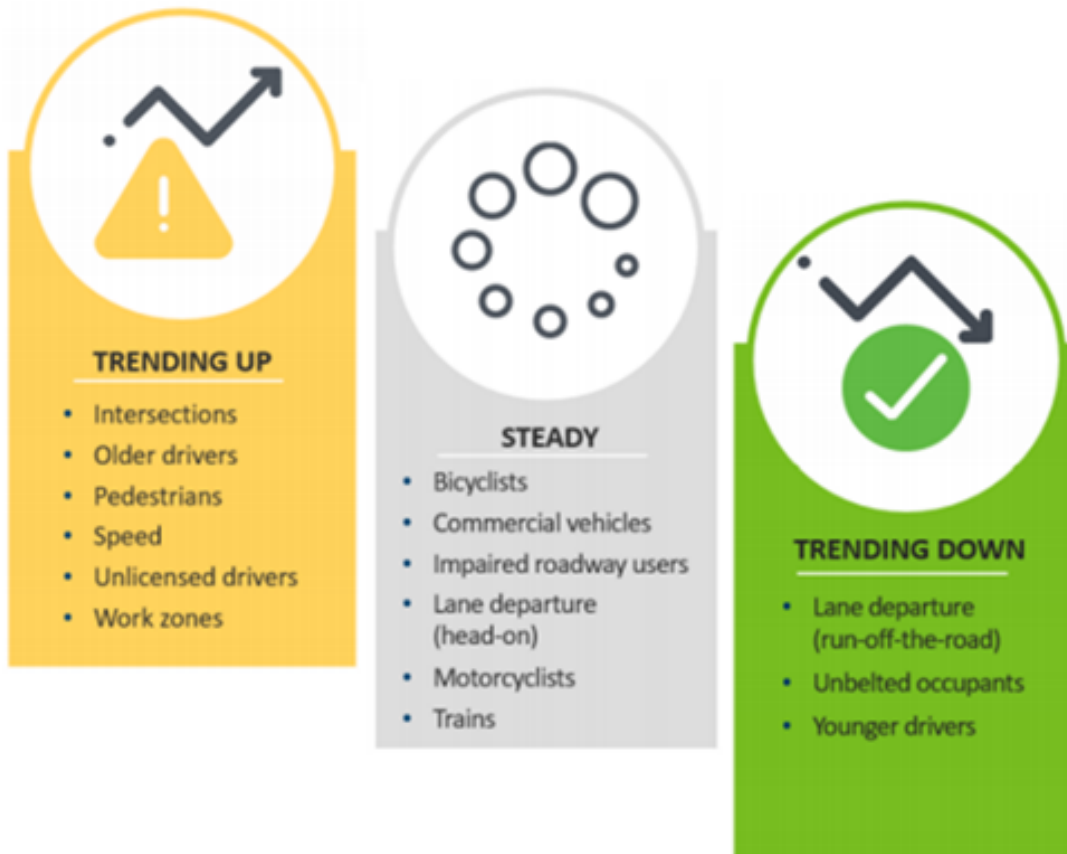 TRENDING UP
• Intersections
• Older drivers
• Pedestrians
• Speed
• Unlicensed drivers
• Work zones
STEADY
• Bicyclists
• Commercial vehicles
• Impaired roadway users
• Lane departure
(head-on)
• Motorcyclists
• Trains
TRENDING DOWN
• Lane departure
(run-off-the-road)
• Unbelted occupants
• Younger drivers